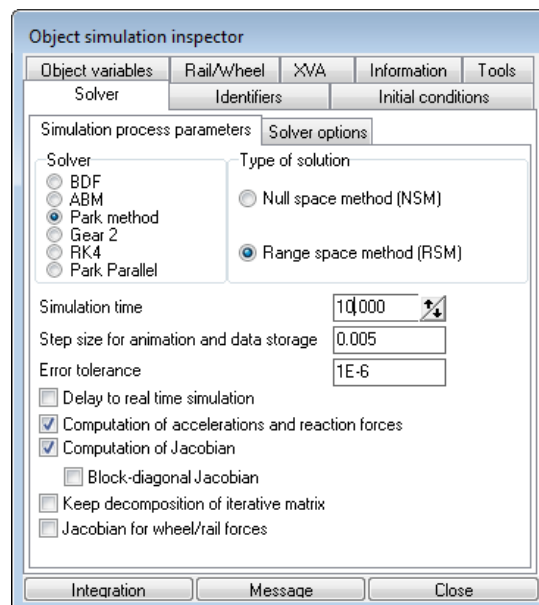 Object simulation inspector
Object variables Rail/Wheel XVA Information Tools
Solver Identifiers Initial conditions
Simulation process parameters Solver options
Solver
BDF
ABM
Park method
Gear 2
RK4
Park Parallel
Type of solution
Null space method (NSM)
Range space method (RSM)
Simulation time 10.000
Step size for animation and data storage 0.005
Error tolerance 1E-6
Delay to real time simulation
Computation of accelerations and reaction forces
Computation of Jacobian
Block-diagonal Jacobian
Keep decomposition of iterative matrix
Jacobian for wheel/rail forces
Integration Message Close